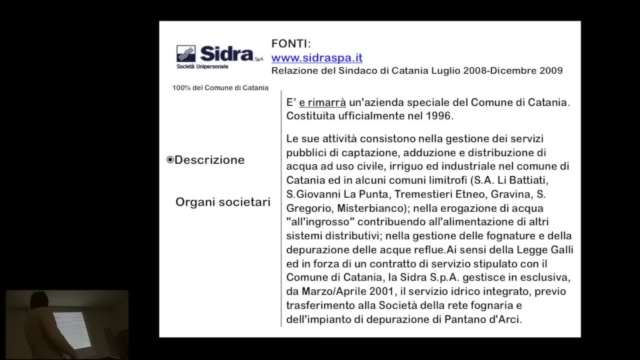 Sidra SpA
Società Unipersonale
100% del Comune di Catania
FONTI:
www.sidraspa.it
Relazione del Sindaco di Catania Luglio 2008-Dicembre 2009
Descrizione
Organi societari
E' e rimarrà un'azienda speciale del Comune di Catania.
Costituita ufficialmente nel 1996.
Le sue attività consistono nella gestione dei servizi
pubblici di captazione, adduzione e distribuzione di
acqua ad uso civile, irriguo ed industriale nel comune di
Catania ed in alcuni comuni limitrofi (S.A. Li Battiati,
S.Giovanni La Punta, Tremestieri Etneo, Gravina, S.
Gregorio, Misterbianco); nella erogazione di acqua
"all'ingrosso" contribuendo all'alimentazione di altri
sistemi distributivi; nella gestione delle fognature e della
depurazione delle acque reflue.Ai sensi della Legge Galli
ed in forza di un contratto di servizio stipulato con il
Comune di Catania, la Sidra S.p.A. gestisce in esclusiva,
da Marzo/Aprile 2001, il servizio idrico integrato, previo
trasferimento alla Società della rete fognaria e
dell'impianto di depurazione di Pantano d'Arci.